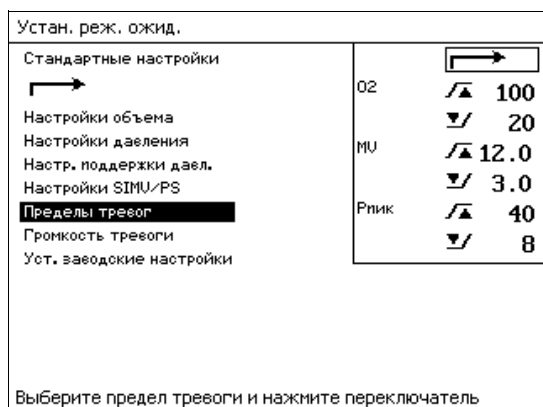 Устан. реж. ожид.
Стандартные настройки
Настройки объема
Настройки давления
Настр. поддержки давл.
Настройки SIMV/PS
Пределы тревог
Громкость тревоги
Уст. заводские настройки
O2 100
20
MV 12.0
3.0
Pпик 40
8
Выберите предел тревоги и нажмите переключатель